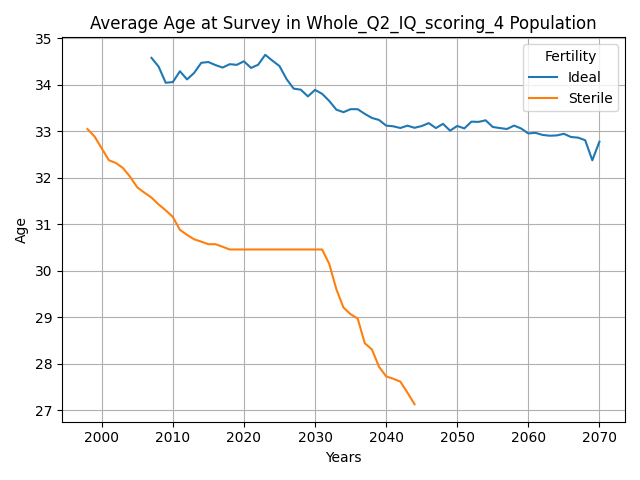 Average Age at Survey in Whole_Q2_IQ_scoring_4 Population
35
34
33
32
31
30
29
28
27
Age
Fertility
Ideal
Sterile
2000 2010 2020 2030 2040 2050 2060 2070
Years